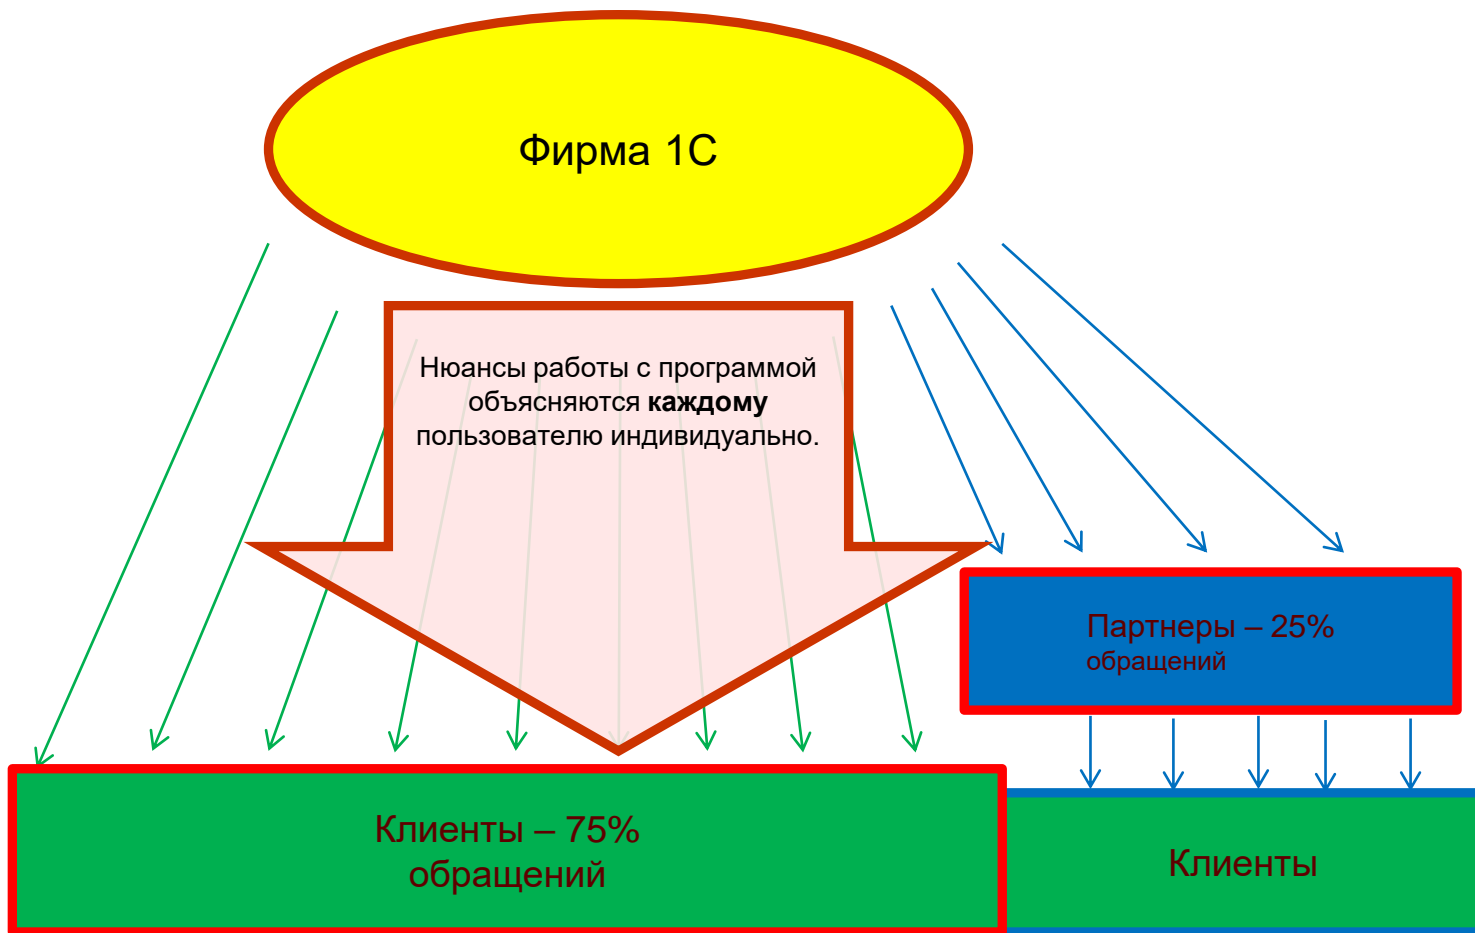 Фирма 1С
Нюансы работы с программой
объясняются каждому
пользователю индивидуально.
Партнеры – 25%
обращений
Клиенты – 75%
обращений
Клиенты